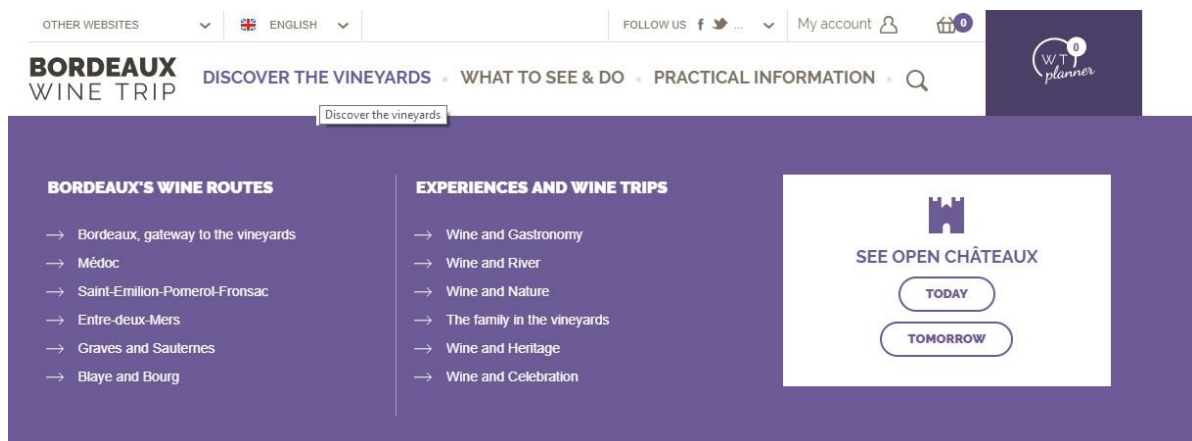 OTHER WEBSITES
ENGLISH
FOLLOW US f ...
My account
0
WT
0
planner
BORDEAUX
WINE TRIP
DISCOVER THE VINEYARDS
WHAT TO SEE & DO
PRACTICAL INFORMATION
Discover the vineyards
BORDEAUX'S WINE ROUTES
Bordeaux, gateway to the vineyards
Médoc
Saint-Emilion-Pomerol-Fronsac
Entre-deux-Mers
Graves and Sauternes
Blaye and Bourg
EXPERIENCES AND WINE TRIPS
Wine and Gastronomy
Wine and River
Wine and Nature
The family in the vineyards
Wine and Heritage
Wine and Celebration
SEE OPEN CHÂTEAUX
TODAY
TOMORROW